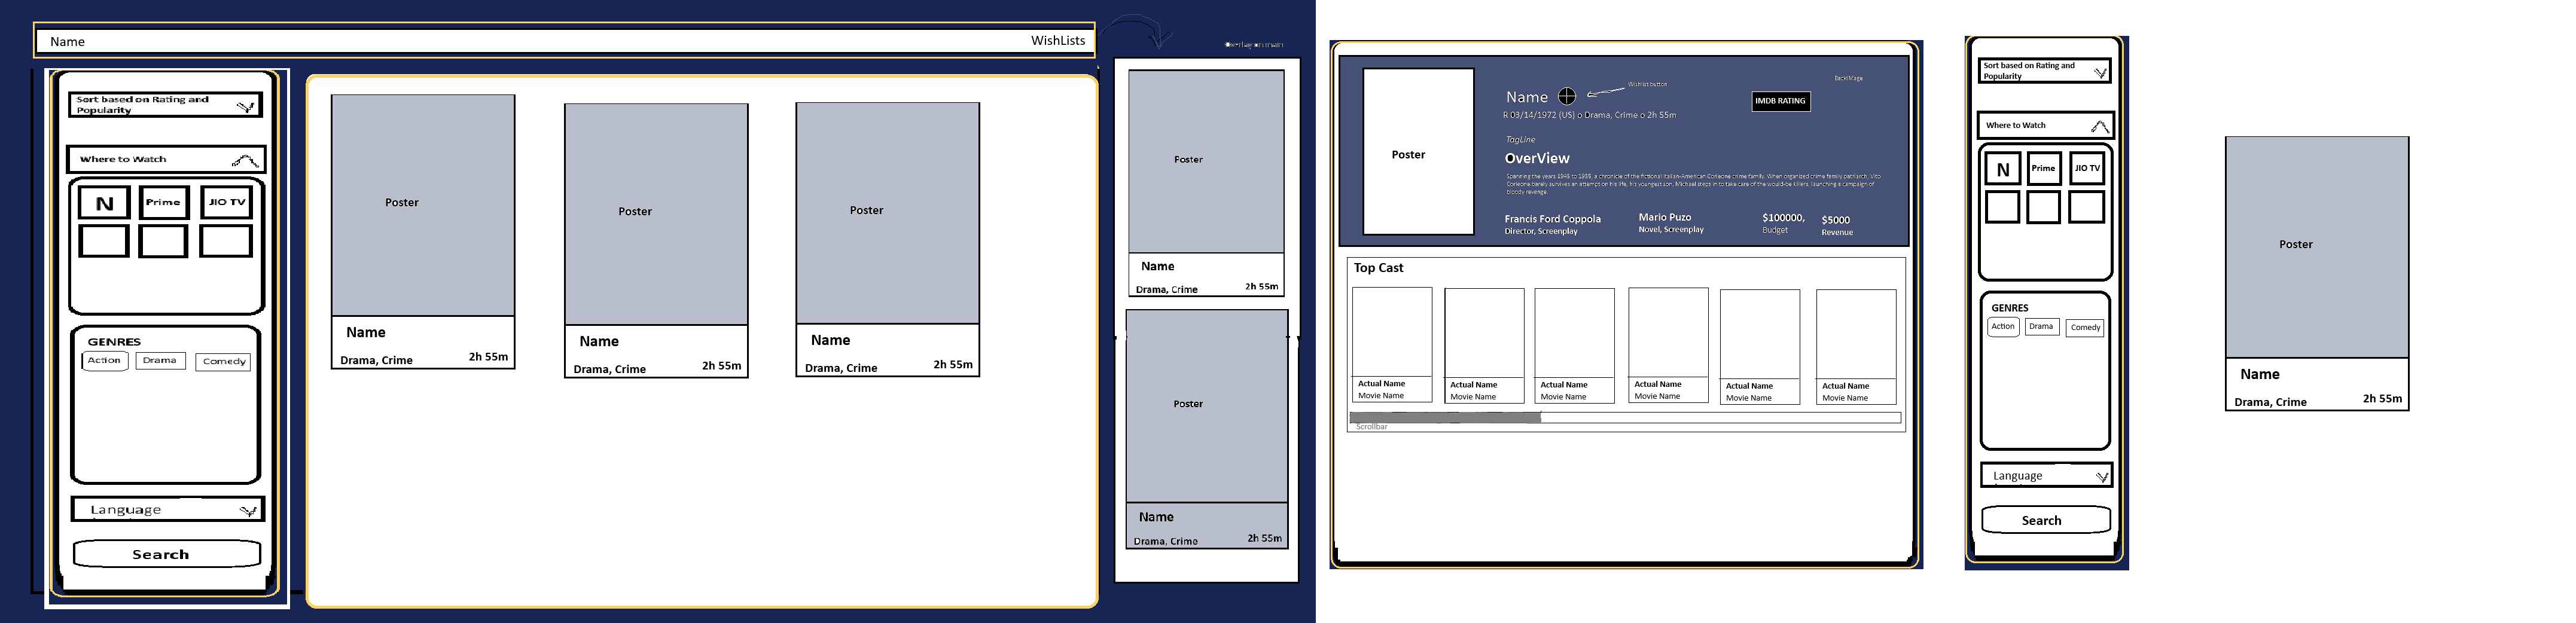 Name
WishLists
Sort based on Rating and
Popularity
Where to Watch
N
Prime
JIO TV
GENRES
Action
Drama
Comedy
Language
Search
Poster
Name
Drama, Crime
2h 55m
Poster
Name
Drama, Crime
2h 55m
Poster
Name
Drama, Crime
2h 55m
Poster
Name
Drama, Crime
2h 55m
Poster
Name
Drama, Crime
2h 55m
Poster
Name
Wishlist button
BackImage
IMDB RATING
R 03/14/1972 (US) o Drama, Crime o 2h 55m
TagLine
OverView
Spanning the years 1945 to 1955, a chronicle of the fictional Italian-American Corleone crime family. When organized crime family patriarch, Vito
Corleone barely survives an attempt on his life, his youngest son, Michael steps in to take care of the would-be killers, launching a campaign of
bloody revenge.
Francis Ford Coppola
Director, Screenplay
Mario Puzo
Novel, Screenplay
$100000,
Budget
$5000
Revenue
Top Cast
Actual Name
Movie Name
Actual Name
Movie Name
Actual Name
Movie Name
Actual Name
Movie Name
Actual Name
Movie Name
Actual Name
Movie Name
Scrollbar
Sort based on Rating and
Popularity
Where to Watch
N
Prime
JIO TV
GENRES
Action
Drama
Comedy
Language
Search
Poster
Name
Drama, Crime
2h 55m